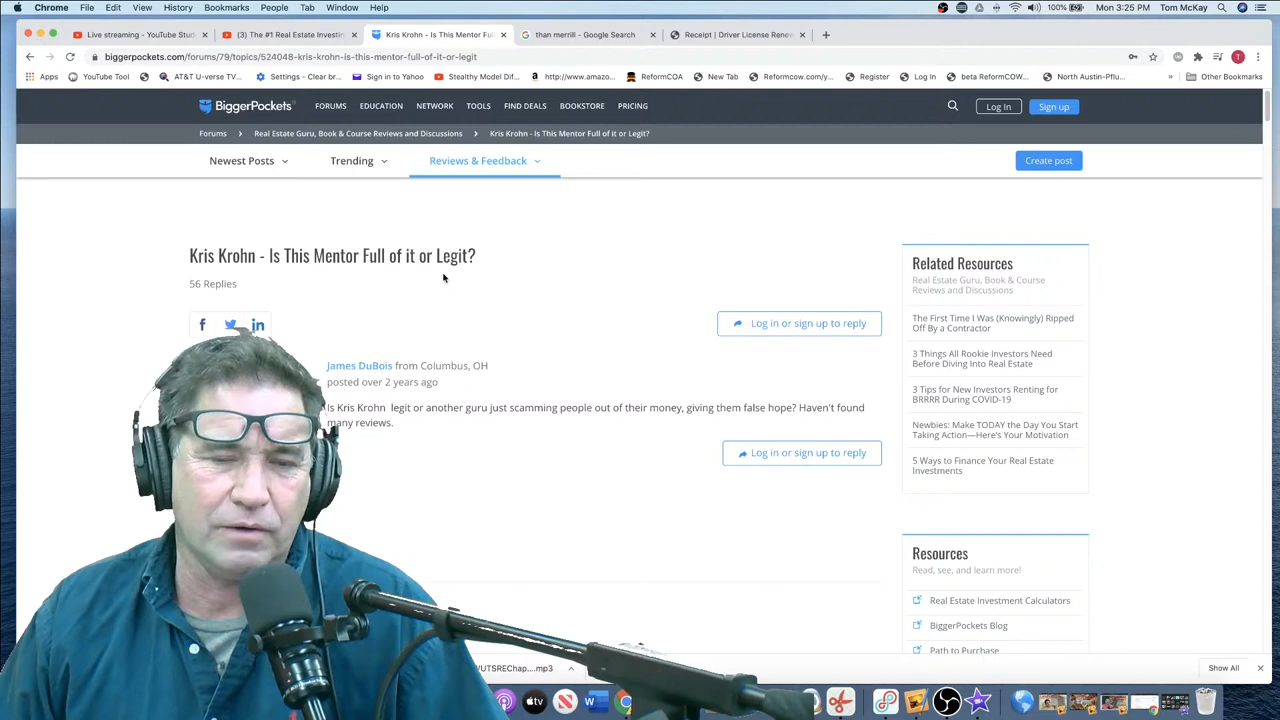 Chrome File Edit View History Bookmarks People Tab Window Help 100% Mon 3:25 PM Tom McKay
Live streaming - YouTube Stud (3) The #1 Real Estate Investin Kris Krohn - Is This Mentor Ful than merrill - Google Search Receipt | Driver License Renew
biggerpockets.com/forums/79/topics/524048-kris-krohn-is-this-mentor-full-of-it-or-legit
Apps YouTube Tool AT&T U-verse TV... Settings - Clear br... Sign in to Yahoo Stealthy Model Dif... http://www.amazo... ReformCOA New Tab Reformcow.com/y... Register Log In beta ReformCOW... North Austin-Pflu... Other Bookmarks
BiggerPockets FORUMS EDUCATION NETWORK TOOLS FIND DEALS BOOKSTORE PRICING Log In Sign up
Forums Real Estate Guru, Book & Course Reviews and Discussions Kris Krohn - Is This Mentor Full of it or Legit?
Newest Posts Trending Reviews & Feedback Create post
Kris Krohn - Is This Mentor Full of it or Legit?
56 Replies
Log in or sign up to reply
James DuBois from Columbus, OH
posted over 2 years ago
Is Kris Krohn legit or another guru just scamming people out of their money, giving them false hope? Haven't found
many reviews.
Log in or sign up to reply
Related Resources
Real Estate Guru, Book & Course
Reviews and Discussions
The First Time I Was (Knowingly) Ripped
Off By a Contractor
3 Things All Rookie Investors Need
Before Diving Into Real Estate
3 Tips for New Investors Renting for
BRRRR During COVID-19
Newbies: Make TODAY the Day You Start
Taking Action—Here's Your Motivation
5 Ways to Finance Your Real Estate
Investments
Resources
Read, see, and learn more!
Real Estate Investment Calculators
BiggerPockets Blog
Path to Purchase
/UTSREChap....mp3 Show All